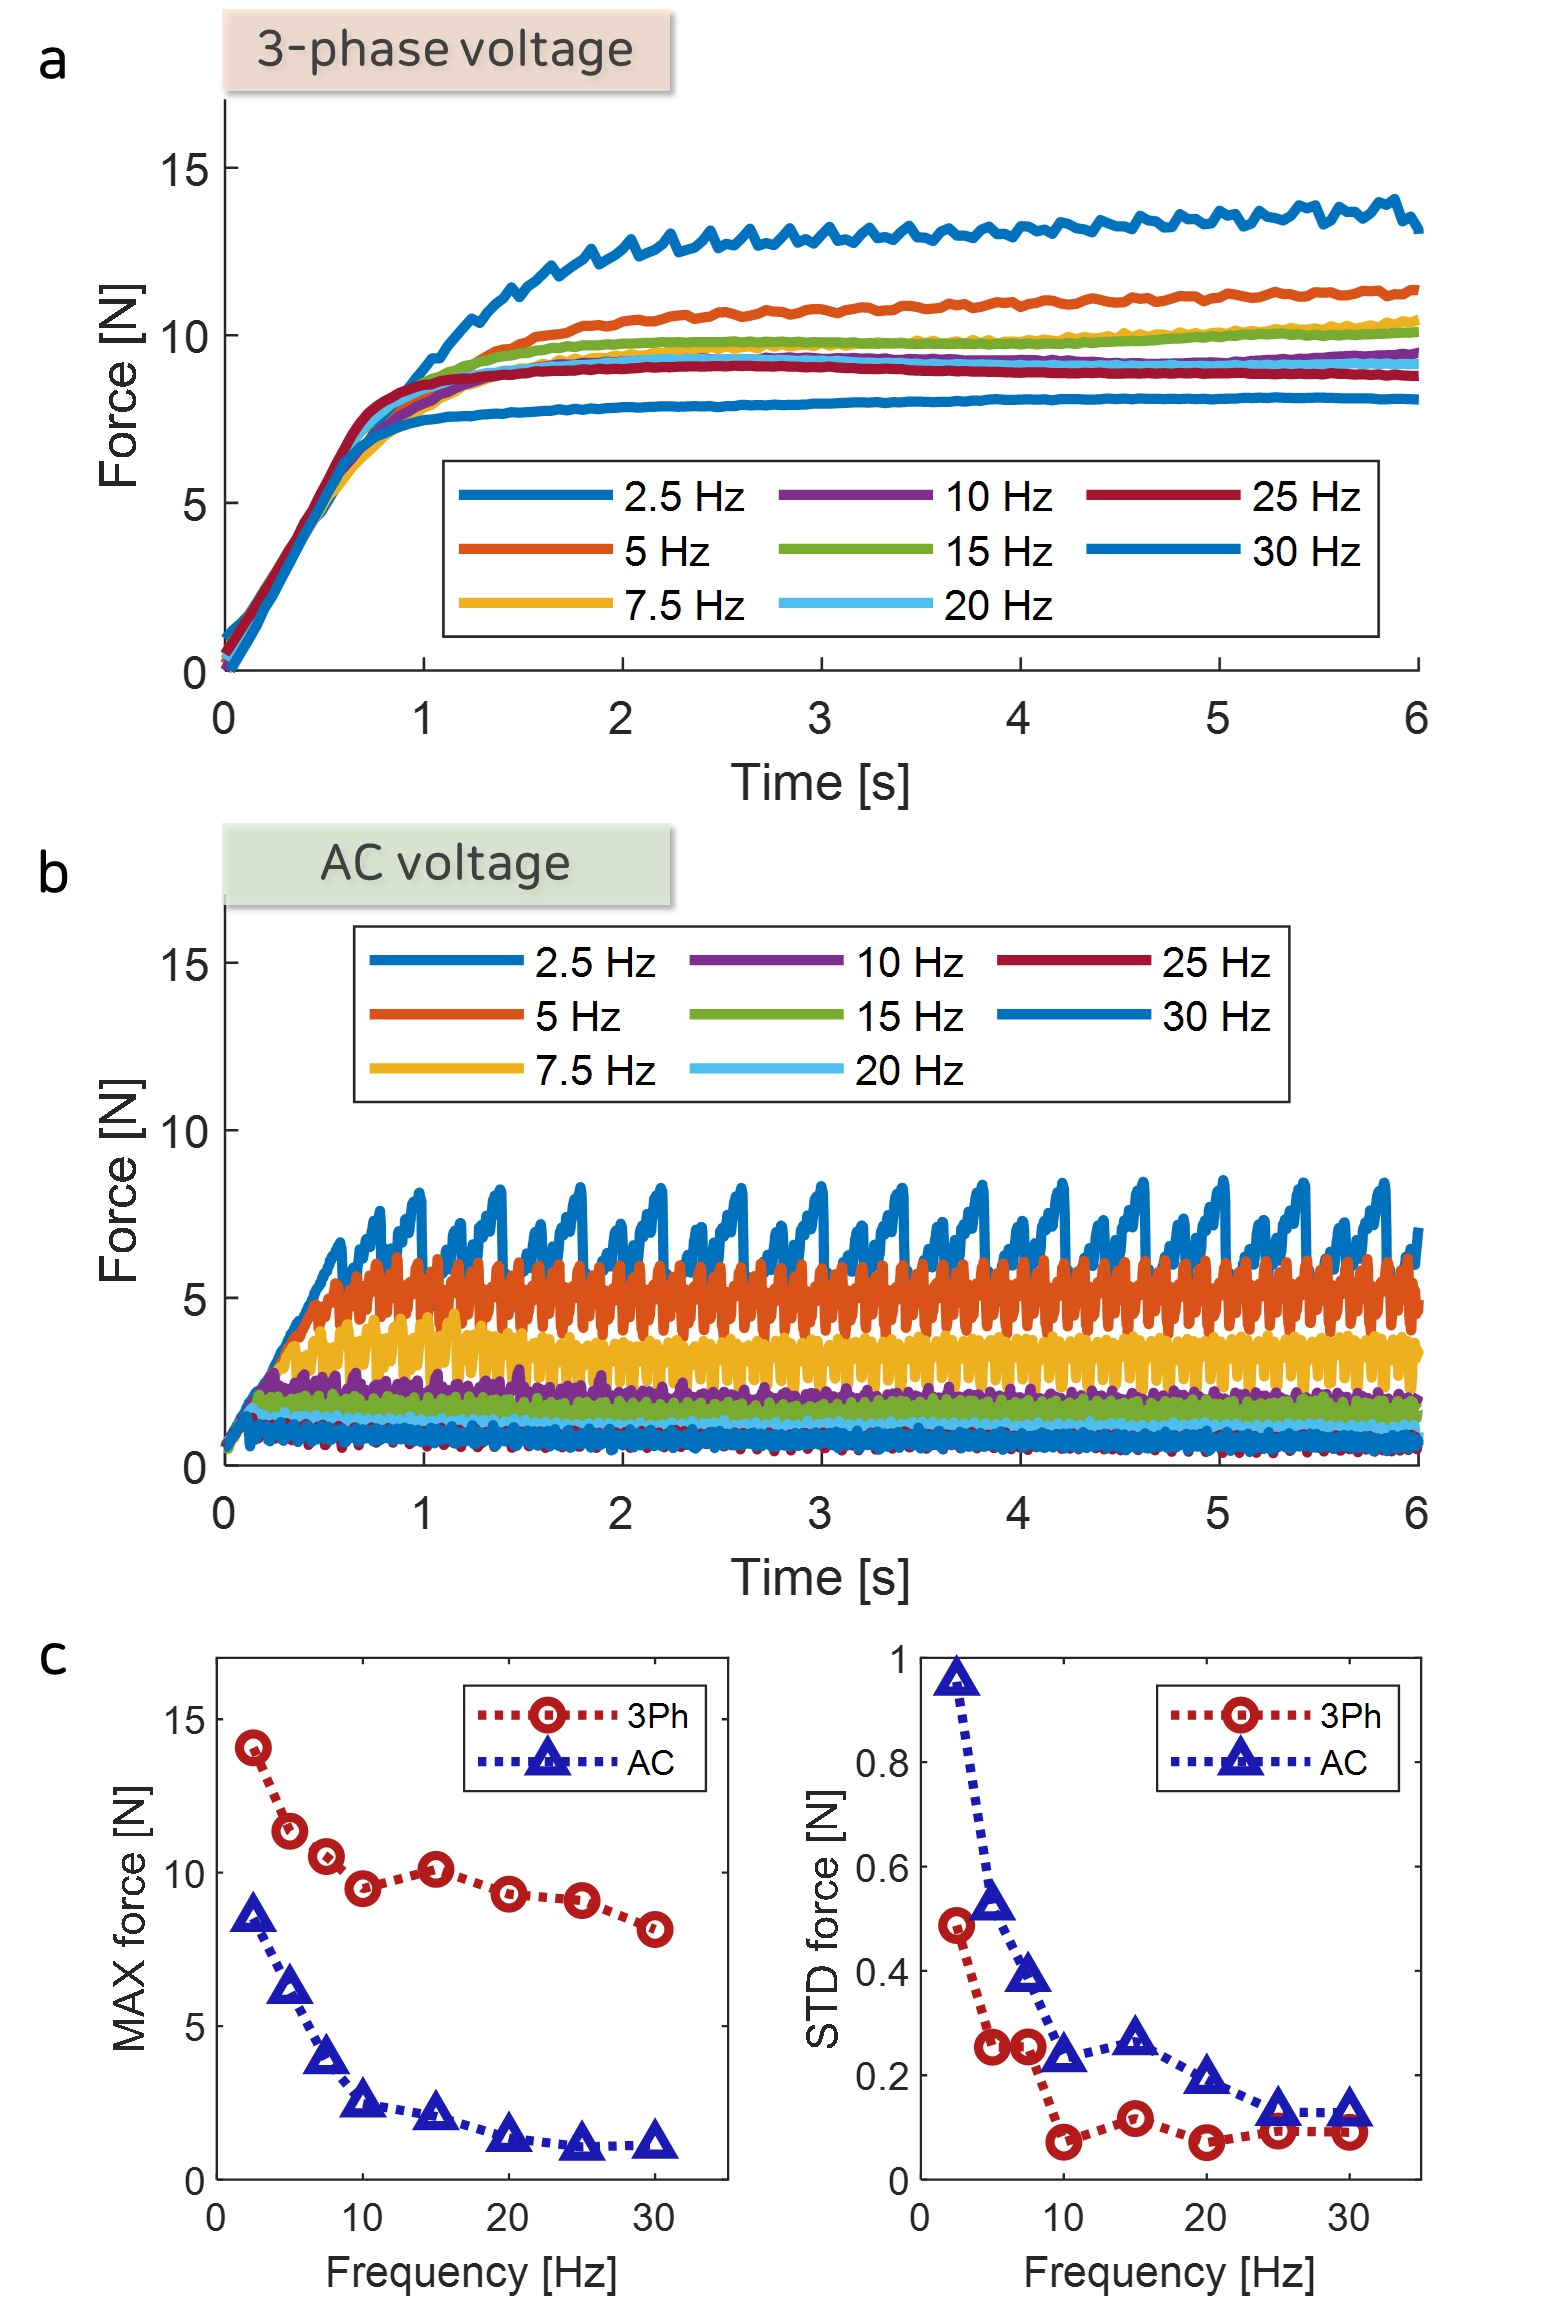 a
3-phase voltage
15
10
5
0
Force [N]
2.5 Hz 10 Hz 25 Hz
5 Hz 15 Hz 30 Hz
7.5 Hz 20 Hz
0 1 2 3 4 5 6
Time [s]
b
AC voltage
15
10
5
0
Force [N]
2.5 Hz 10 Hz 25 Hz
5 Hz 15 Hz 30 Hz
7.5 Hz 20 Hz
0 1 2 3 4 5 6
Time [s]
c
15
10
5
0
MAX force [N]
3Ph
AC
0 10 20 30
Frequency [Hz]
1
0.8
0.6
0.4
0.2
0
STD force [N]
3Ph
AC
0 10 20 30
Frequency [Hz]